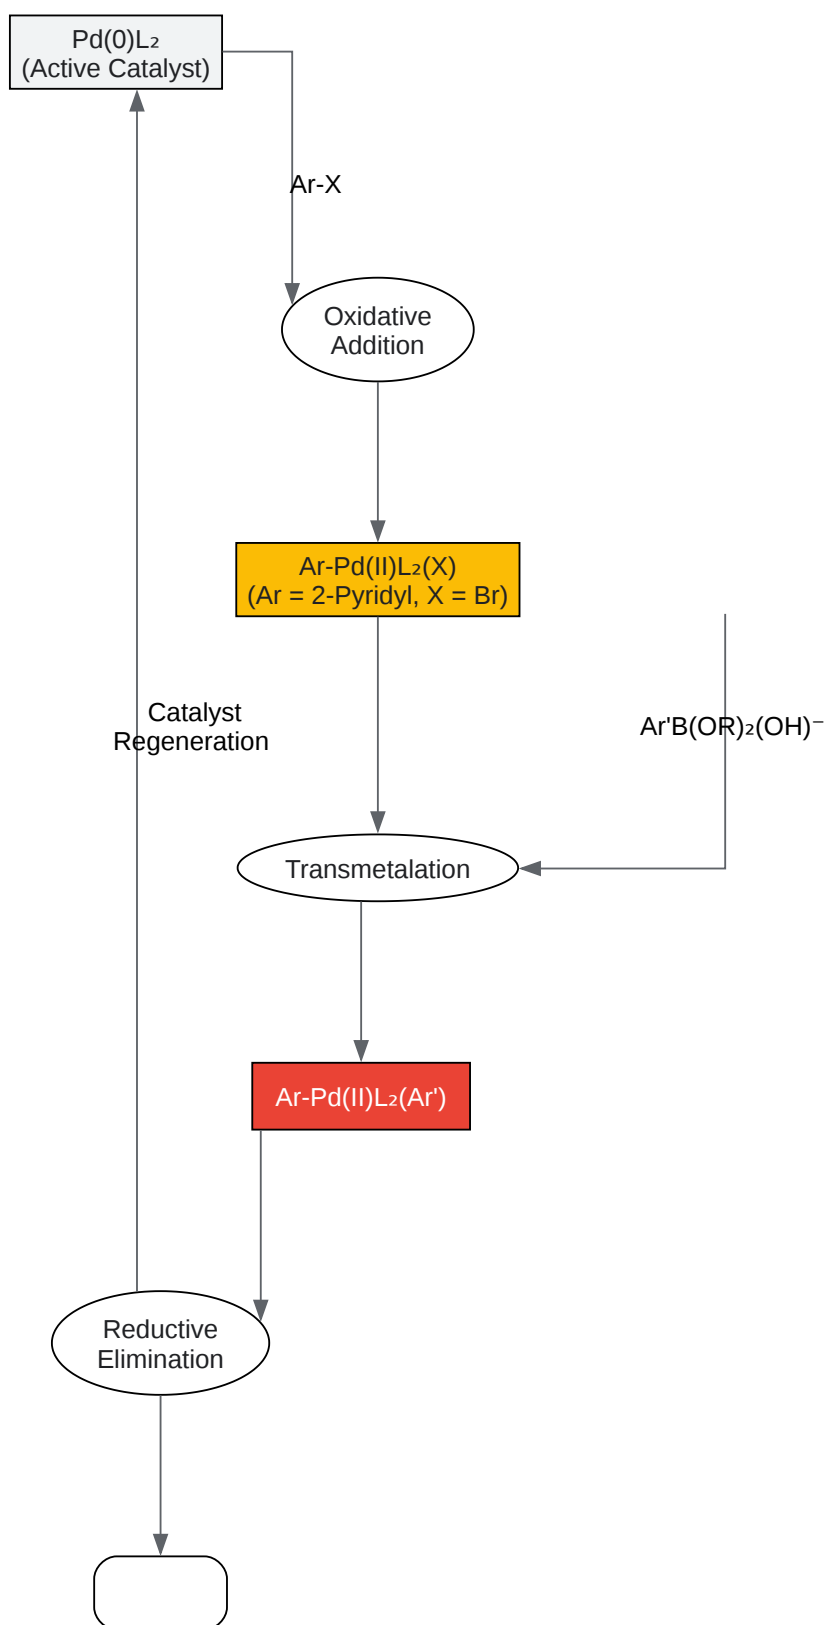 Pd(0)L₂
(Active Catalyst)
Ar-X
Oxidative
Addition
Ar-Pd(II)L₂(X)
(Ar = 2-Pyridyl, X = Br)
Catalyst
Regeneration
Ar'B(OR)₂(OH)⁻
Transmetalation
Ar-Pd(II)L₂(Ar')
Reductive
Elimination